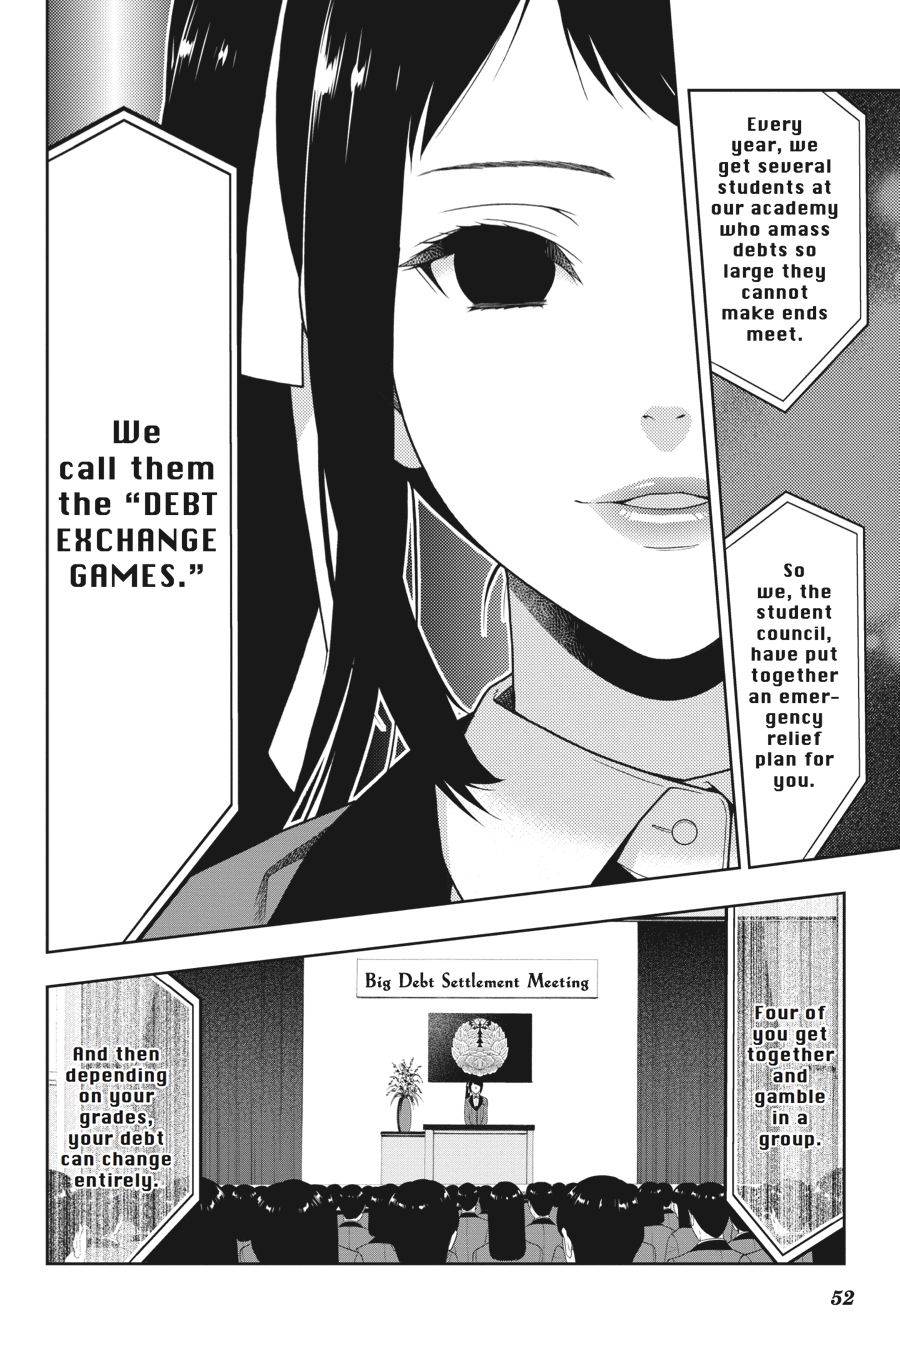 Every
year, we
get several
students at
our academy
who amass
debts so
large they
cannot
make ends
meet.
So
we, the
student
council,
have put
together
an emer-
gency
relief
plan for
you.
We
call them
the “DEBT
EXCHANGE
GAMES.”
Four of
you get
together
and
gamble
in a
group.
Big Debt Settlement Meeting
And then
depending
on your
grades,
your debt
can change
entirely.
52